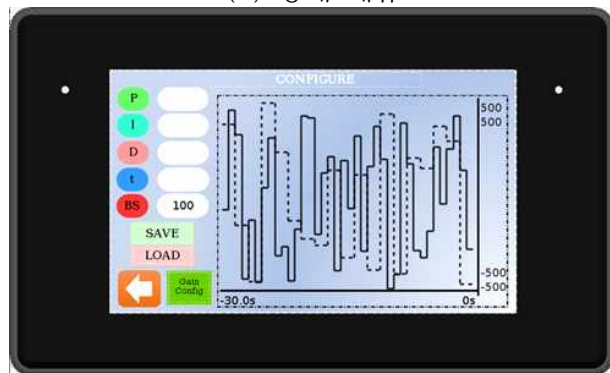 CONFIGURE
P
I
D
t
BS 100
SAVE
LOAD
Gain
Config
500
500
-500
-500
-30.0s 0s